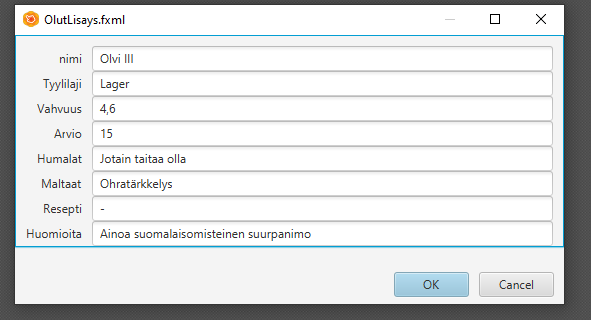 OlutLisays.fxml
nimi Olvi III
Tyylilaji Lager
Vahvuus 4,6
Arvio 15
Humalat Jotain taitaa olla
Maltaat Ohratärkkelys
Resepti -
Huomioita Ainoa suomalaisomisteinen suurpanimo
OK Cancel